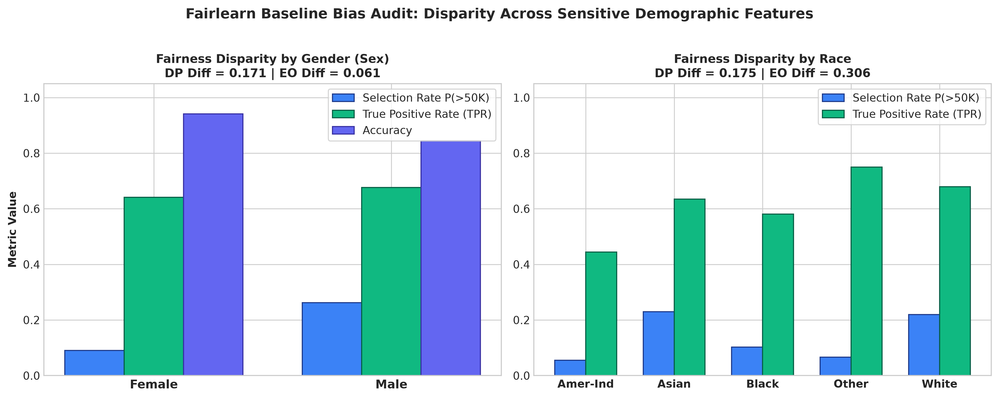 Fairlearn Baseline Bias Audit: Disparity Across Sensitive Demographic Features
Fairness Disparity by Gender (Sex)
DP Diff = 0.171 | EO Diff = 0.061
Selection Rate P(>50K)
True Positive Rate (TPR)
Accuracy
Metric Value
1.0
0.8
0.6
0.4
0.2
0.0
Female
Male
Fairness Disparity by Race
DP Diff = 0.175 | EO Diff = 0.306
Selection Rate P(>50K)
True Positive Rate (TPR)
1.0
0.8
0.6
0.4
0.2
0.0
Amer-Ind
Asian
Black
Other
White